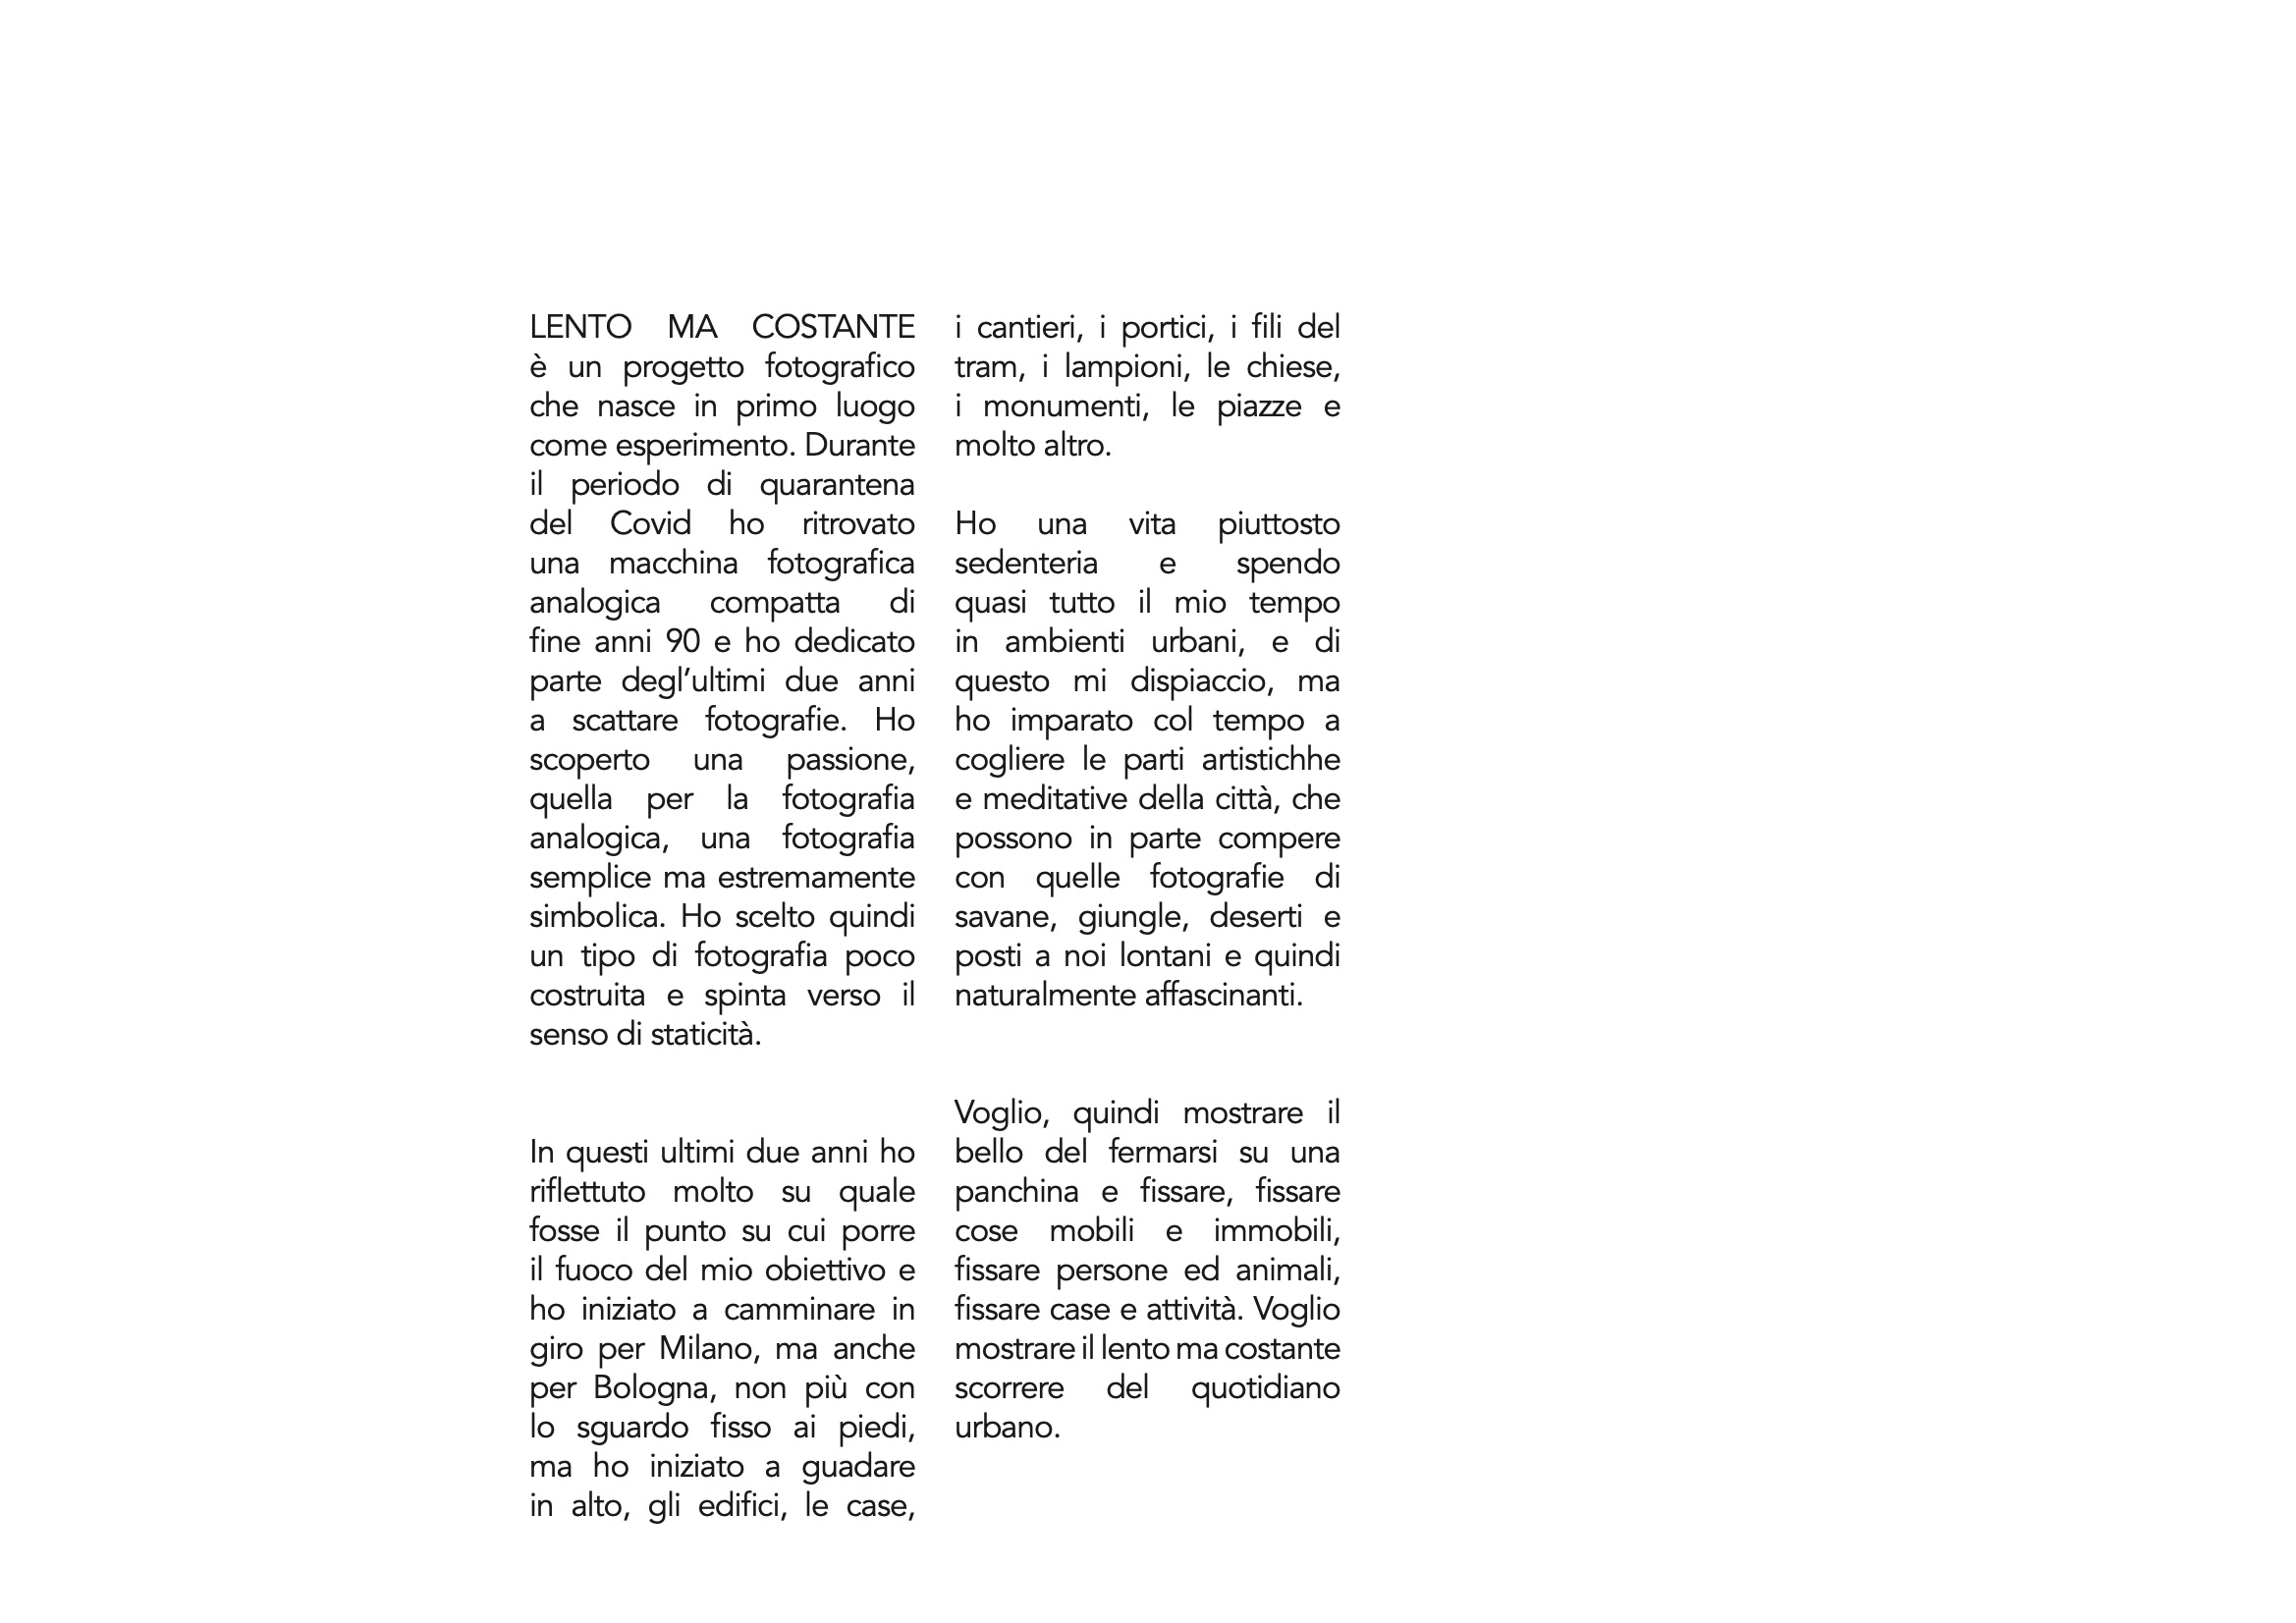 LENTO MA COSTANTE
è un progetto fotografico
che nasce in primo luogo
come esperimento. Durante
il periodo di quarantena
del Covid ho ritrovato
una macchina fotografica
analogica compatta di
fine anni 90 e ho dedicato
parte degl’ultimi due anni
a scattare fotografie. Ho
scoperto una passione,
quella per la fotografia
analogica, una fotografia
semplice ma estremamente
simbolica. Ho scelto quindi
un tipo di fotografia poco
costruita e spinta verso il
senso di staticità.
In questi ultimi due anni ho
riflettuto molto su quale
fosse il punto su cui porre
il fuoco del mio obiettivo e
ho iniziato a camminare in
giro per Milano, ma anche
per Bologna, non più con
lo sguardo fisso ai piedi,
ma ho iniziato a guadare
in alto, gli edifici, le case,
i cantieri, i portici, i fili del
tram, i lampioni, le chiese,
i monumenti, le piazze e
molto altro.
Ho una vita piuttosto
sedenteria e spendo
quasi tutto il mio tempo
in ambienti urbani, e di
questo mi dispiaccio, ma
ho imparato col tempo a
cogliere le parti artistichhe
e meditative della città, che
possono in parte compere
con quelle fotografie di
savane, giungle, deserti e
posti a noi lontani e quindi
naturalmente affascinanti.
Voglio, quindi mostrare il
bello del fermarsi su una
panchina e fissare, fissare
cose mobili e immobili,
fissare persone ed animali,
fissare case e attività. Voglio
mostrare il lento ma costante
scorrere del quotidiano
urbano.